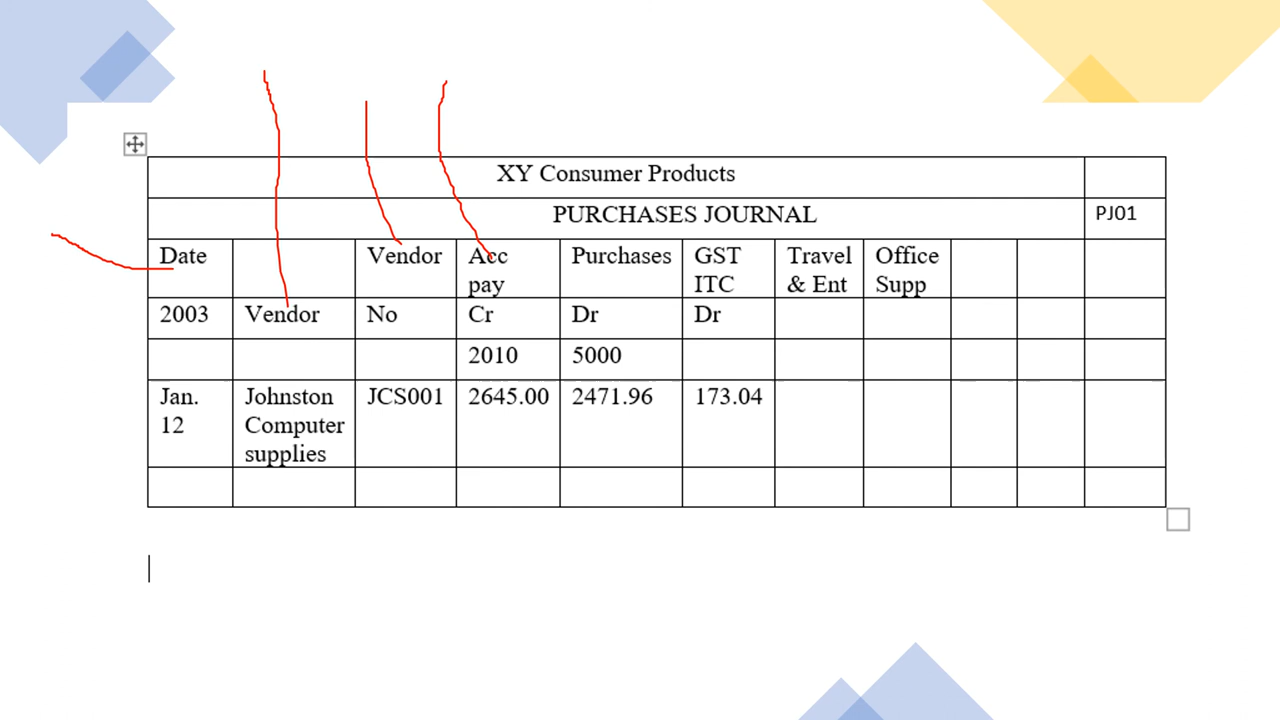 XY Consumer Products
PURCHASES JOURNAL PJ01
Date Vendor Acc Purchases GST Travel Office
pay ITC & Ent Supp
2003 Vendor No Cr Dr Dr
2010 5000
Jan. Johnston JCS001 2645.00 2471.96 173.04
12 Computer
supplies